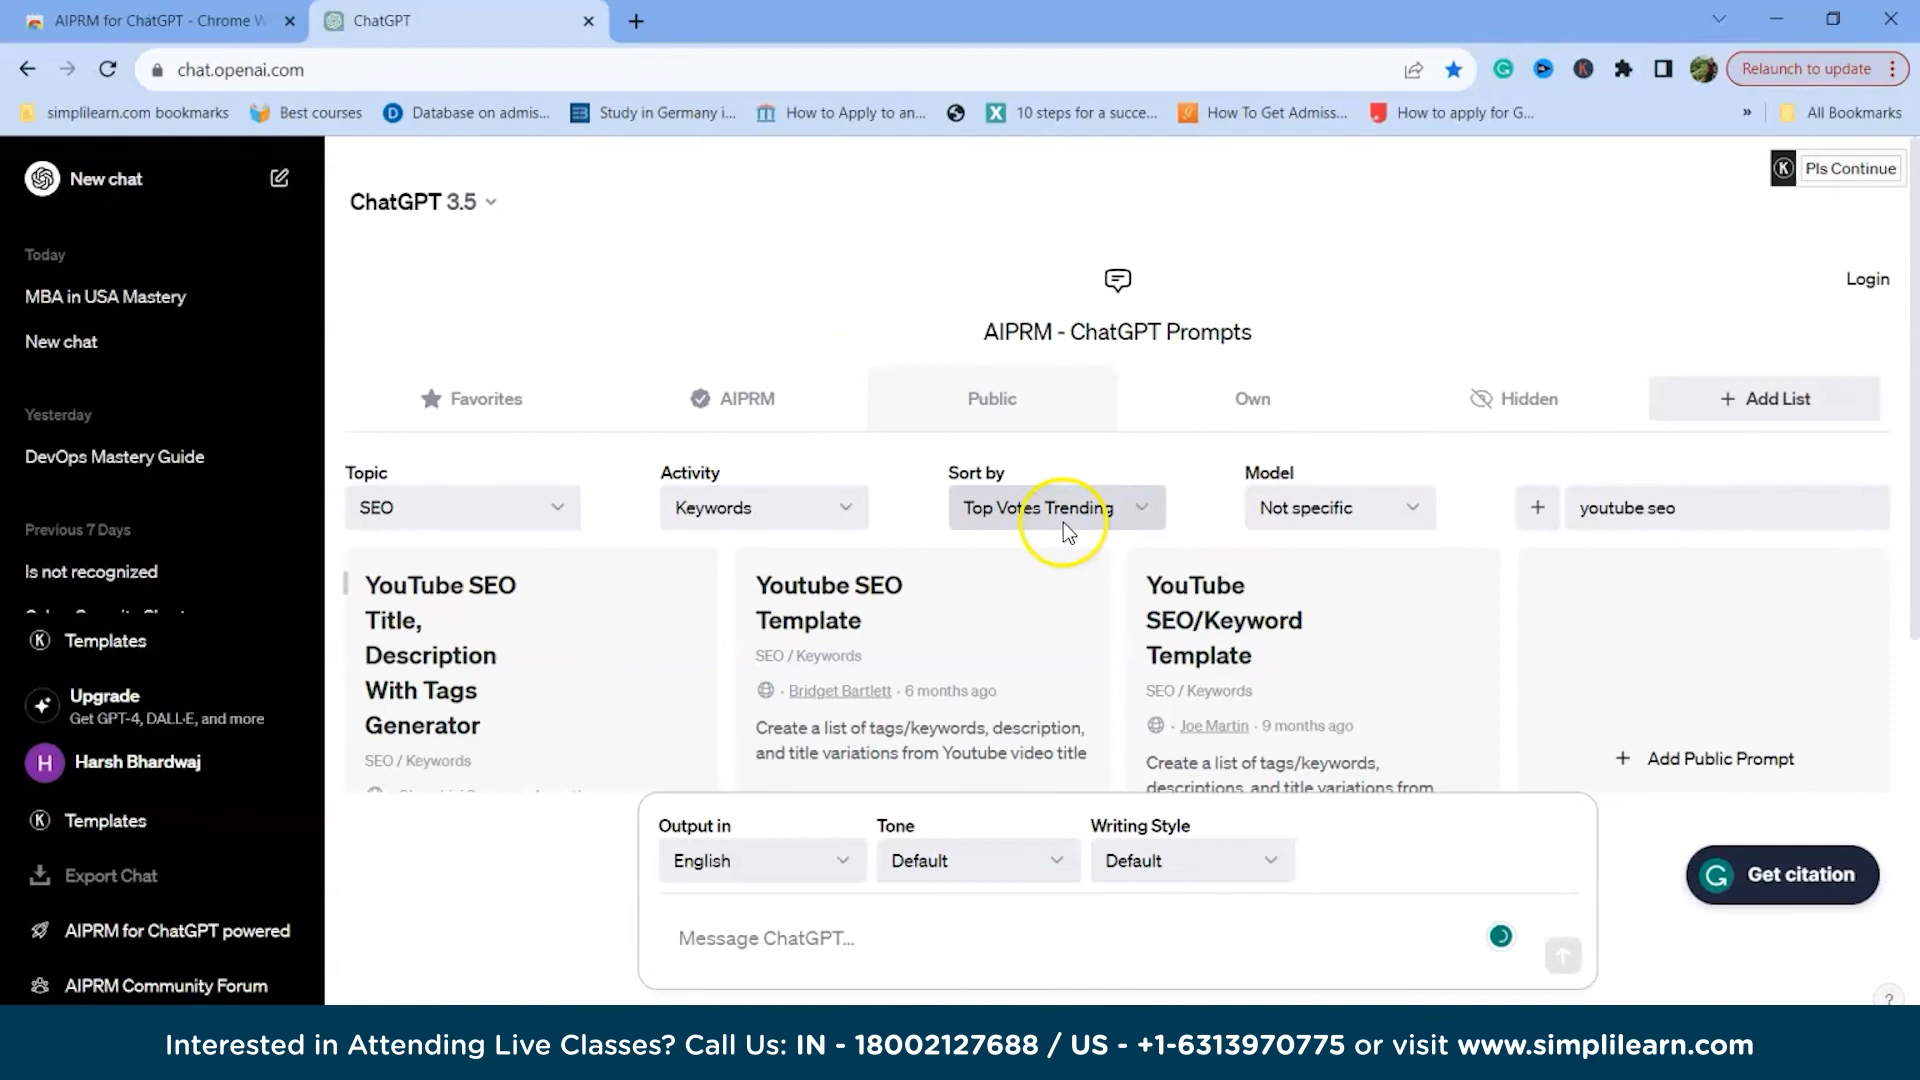 AIPRM for ChatGPT - Chrome W
ChatGPT
chat.openai.com
Relaunch to update
simplilearn.com bookmarks
Best courses
Database on admis...
Study in Germany i...
How to Apply to an...
10 steps for a succe...
How To Get Admiss...
How to apply for G...
»
All Bookmarks
New chat
ChatGPT 3.5
Pls Continue
Today
MBA in USA Mastery
New chat
Login
AIPRM - ChatGPT Prompts
Yesterday
DevOps Mastery Guide
Favorites
AIPRM
Public
Own
Hidden
+ Add List
Previous 7 Days
Is not recognized
Templates
Upgrade
Get GPT-4, DALL·E, and more
H
Harsh Bhardwaj
Templates
Export Chat
AIPRM for ChatGPT powered
AIPRM Community Forum
Topic
SEO
Activity
Keywords
Sort by
Top Votes Trending
Model
Not specific
+
youtube seo
YouTube SEO
Title,
Description
With Tags
Generator
SEO / Keywords
Youtube SEO
Template
SEO / Keywords
· Bridget Bartlett · 6 months ago
Create a list of tags/keywords, description,
and title variations from Youtube video title
YouTube
SEO/Keyword
Template
SEO / Keywords
· Joe Martin · 9 months ago
Create a list of tags/keywords,
descriptions, and title variations from
+ Add Public Prompt
Output in
English
Tone
Default
Writing Style
Default
Message ChatGPT...
Get citation
?
Interested in Attending Live Classes? Call Us: IN - 18002127688 / US - +1-6313970775 or visit www.simplilearn.com